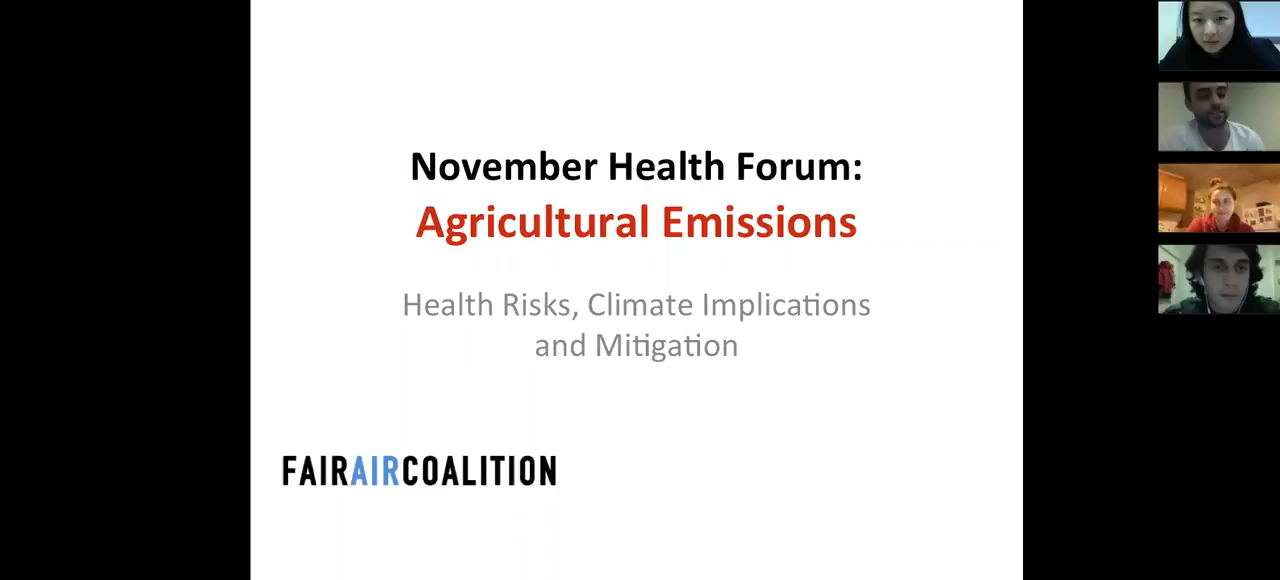 November Health Forum:
Agricultural Emissions
Health Risks, Climate Implications
and Mitigation
FAIRAIRCOALITION